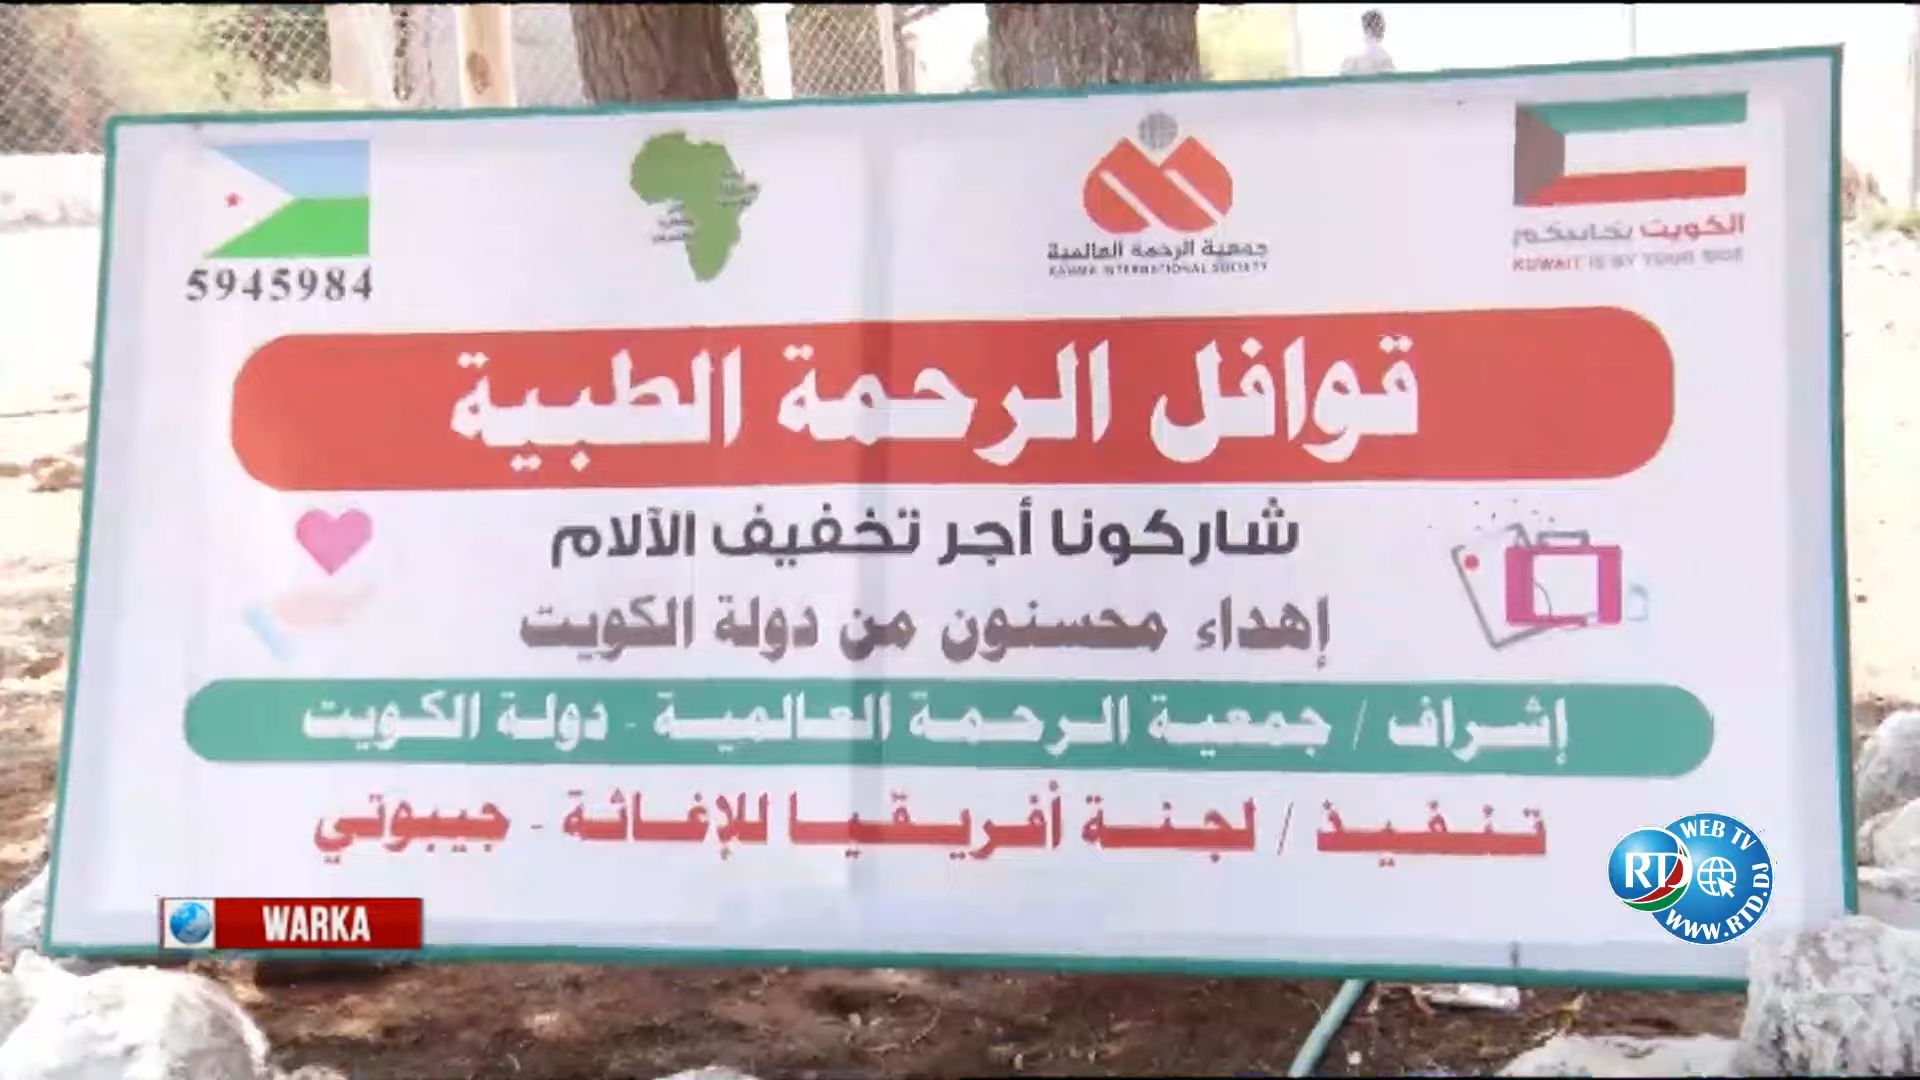 5945984
جمعية الرحمة العالمية
RAHMA INTERNATIONAL SOCIETY
الكويت بجانبكم
KUWAIT IS BY YOUR SIDE
قوافل الرحمة الطبية
شاركونا أجر تخفيف الآلام
إهداء محسنون من دولة الكويت
إشراف / جمعية الرحمة العالمية - دولة الكويت
تنفيذ / لجنة أفريقيا للإغاثة - جيبوتي
WARKA
WEB TV
RTD
WWW.RTD.DJ